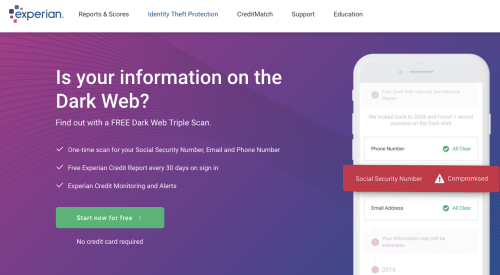 experian.
Reports & Scores Identity Theft Protection CreditMatch Support Education
Is your information on the
Dark Web?
Find out with a FREE Dark Web Triple Scan.
One-time scan for your Social Security Number, Email and Phone Number
Free Experian Credit Report every 30 days on sign in
Experian Credit Monitoring and Alerts
Start now for free
No credit card required
We looked back to 2006 and found 1 record
exposed on the Dark Web
Phone Number All Clear
Social Security Number Compromised
Email Address All Clear
Your information may still be
vulnerable
2016